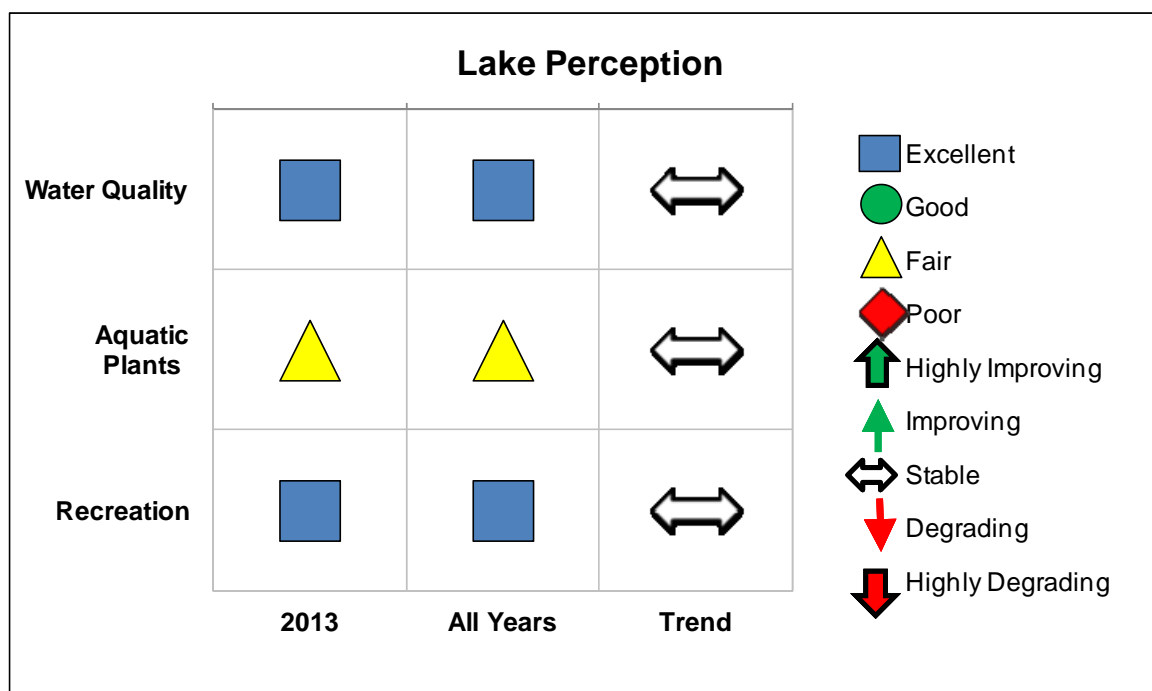 Lake Perception
Water Quality
Aquatic
Plants
Recreation
2013
All Years
Trend
Excellent
Good
Fair
Poor
Highly Improving
Improving
Stable
Degrading
Highly Degrading